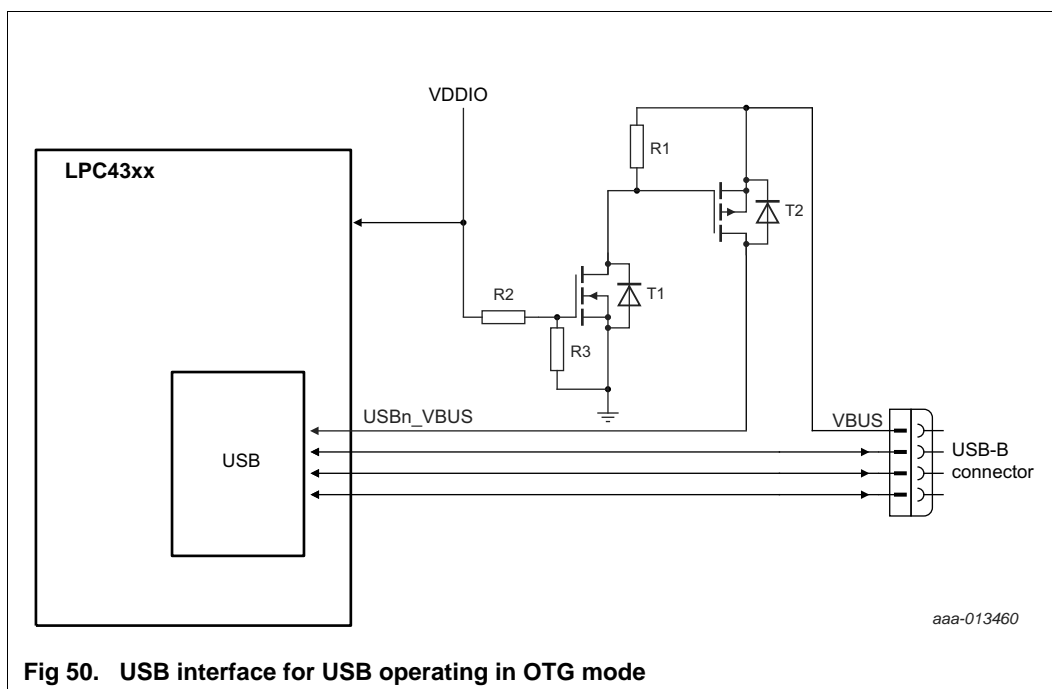 VDDIO
LPC43xx
R1
T2
R2
T1
R3
USBn_VBUS
VBUS
USB
USB-B
connector
aaa-013460
Fig 50. USB interface for USB operating in OTG mode